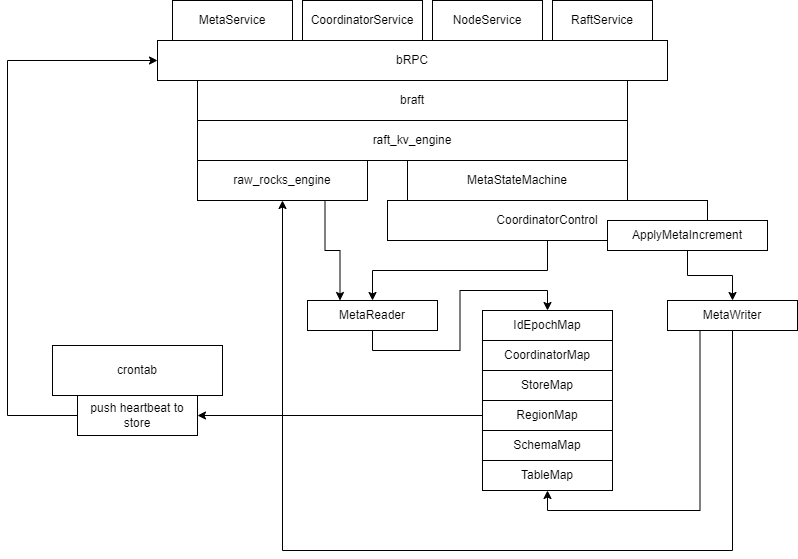 MetaService
CoordinatorService
NodeService
RaftService
bRPC
braft
raft_kv_engine
raw_rocks_engine
MetaStateMachine
CoordinatorControl
ApplyMetaIncrement
MetaReader
MetaWriter
IdEpochMap
CoordinatorMap
StoreMap
RegionMap
SchemaMap
TableMap
crontab
push heartbeat to
store